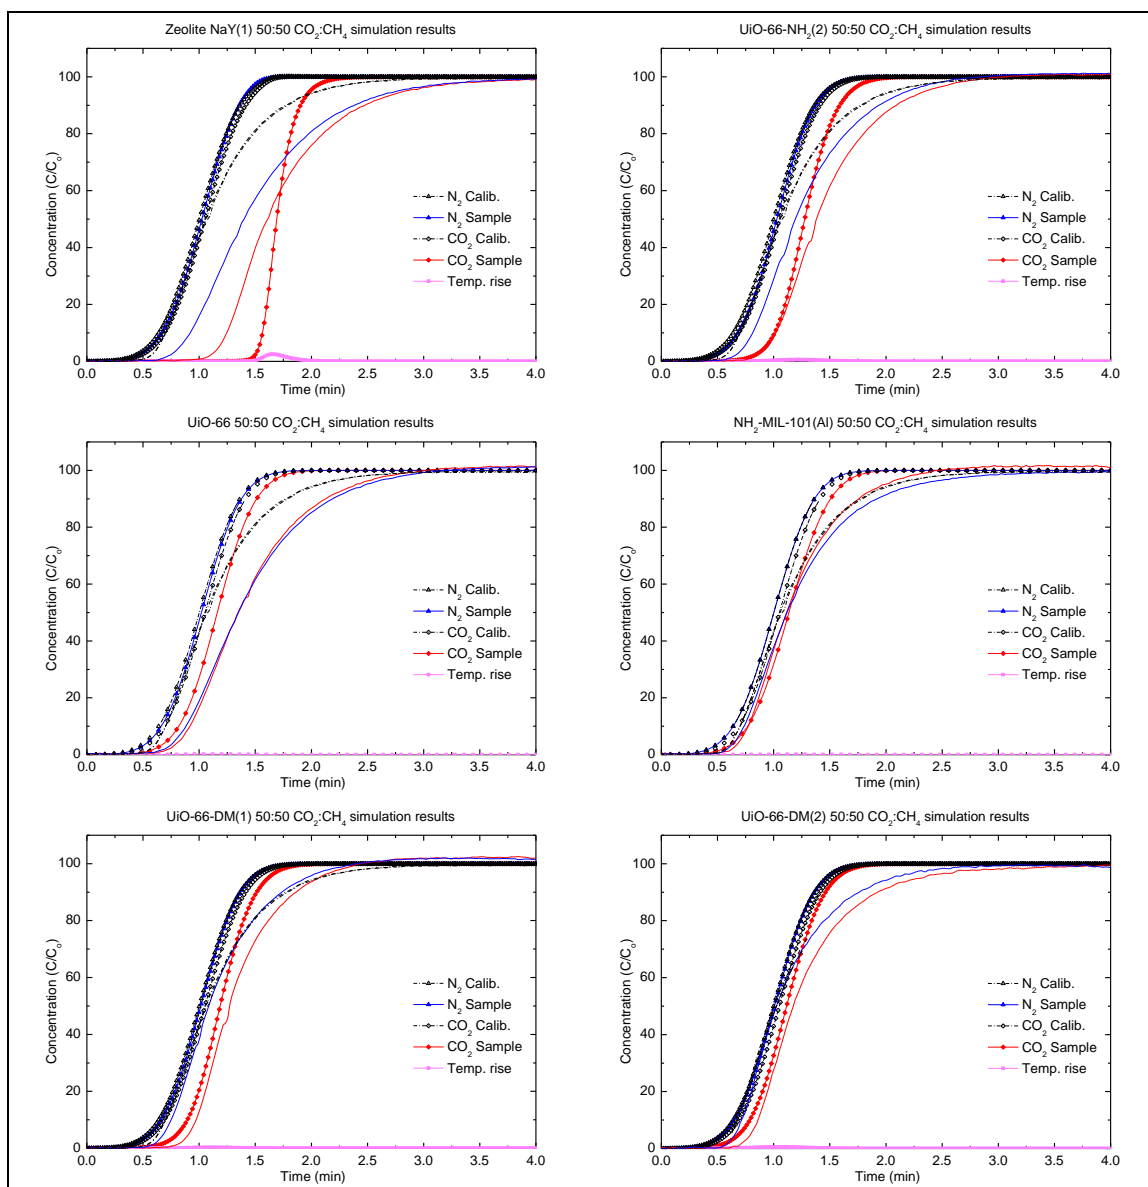 Zeolite NaY(1) 50:50 CO₂:CH₄ simulation results
Concentration (C/C₀)
100
80
60
40
20
0
N₂ Calib.
N₂ Sample
CO₂ Calib.
CO₂ Sample
Temp. rise
0.0 0.5 1.0 1.5 2.0 2.5 3.0 3.5 4.0
Time (min)
UiO-66-NH₂(2) 50:50 CO₂:CH₄ simulation results
Concentration (C/C₀)
100
80
60
40
20
0
N₂ Calib.
N₂ Sample
CO₂ Calib.
CO₂ Sample
Temp. rise
0.0 0.5 1.0 1.5 2.0 2.5 3.0 3.5 4.0
Time (min)
UiO-66 50:50 CO₂:CH₄ simulation results
Concentration (C/C₀)
100
80
60
40
20
0
N₂ Calib.
N₂ Sample
CO₂ Calib.
CO₂ Sample
Temp. rise
0.0 0.5 1.0 1.5 2.0 2.5 3.0 3.5 4.0
Time (min)
NH₂-MIL-101(Al) 50:50 CO₂:CH₄ simulation results
Concentration (C/C₀)
100
80
60
40
20
0
N₂ Calib.
N₂ Sample
CO₂ Calib.
CO₂ Sample
Temp. rise
0.0 0.5 1.0 1.5 2.0 2.5 3.0 3.5 4.0
Time (min)
UiO-66-DM(1) 50:50 CO₂:CH₄ simulation results
Concentration (C/C₀)
100
80
60
40
20
0
N₂ Calib.
N₂ Sample
CO₂ Calib.
CO₂ Sample
Temp. rise
0.0 0.5 1.0 1.5 2.0 2.5 3.0 3.5 4.0
Time (min)
UiO-66-DM(2) 50:50 CO₂:CH₄ simulation results
Concentration (C/C₀)
100
80
60
40
20
0
N₂ Calib.
N₂ Sample
CO₂ Calib.
CO₂ Sample
Temp. rise
0.0 0.5 1.0 1.5 2.0 2.5 3.0 3.5 4.0
Time (min)